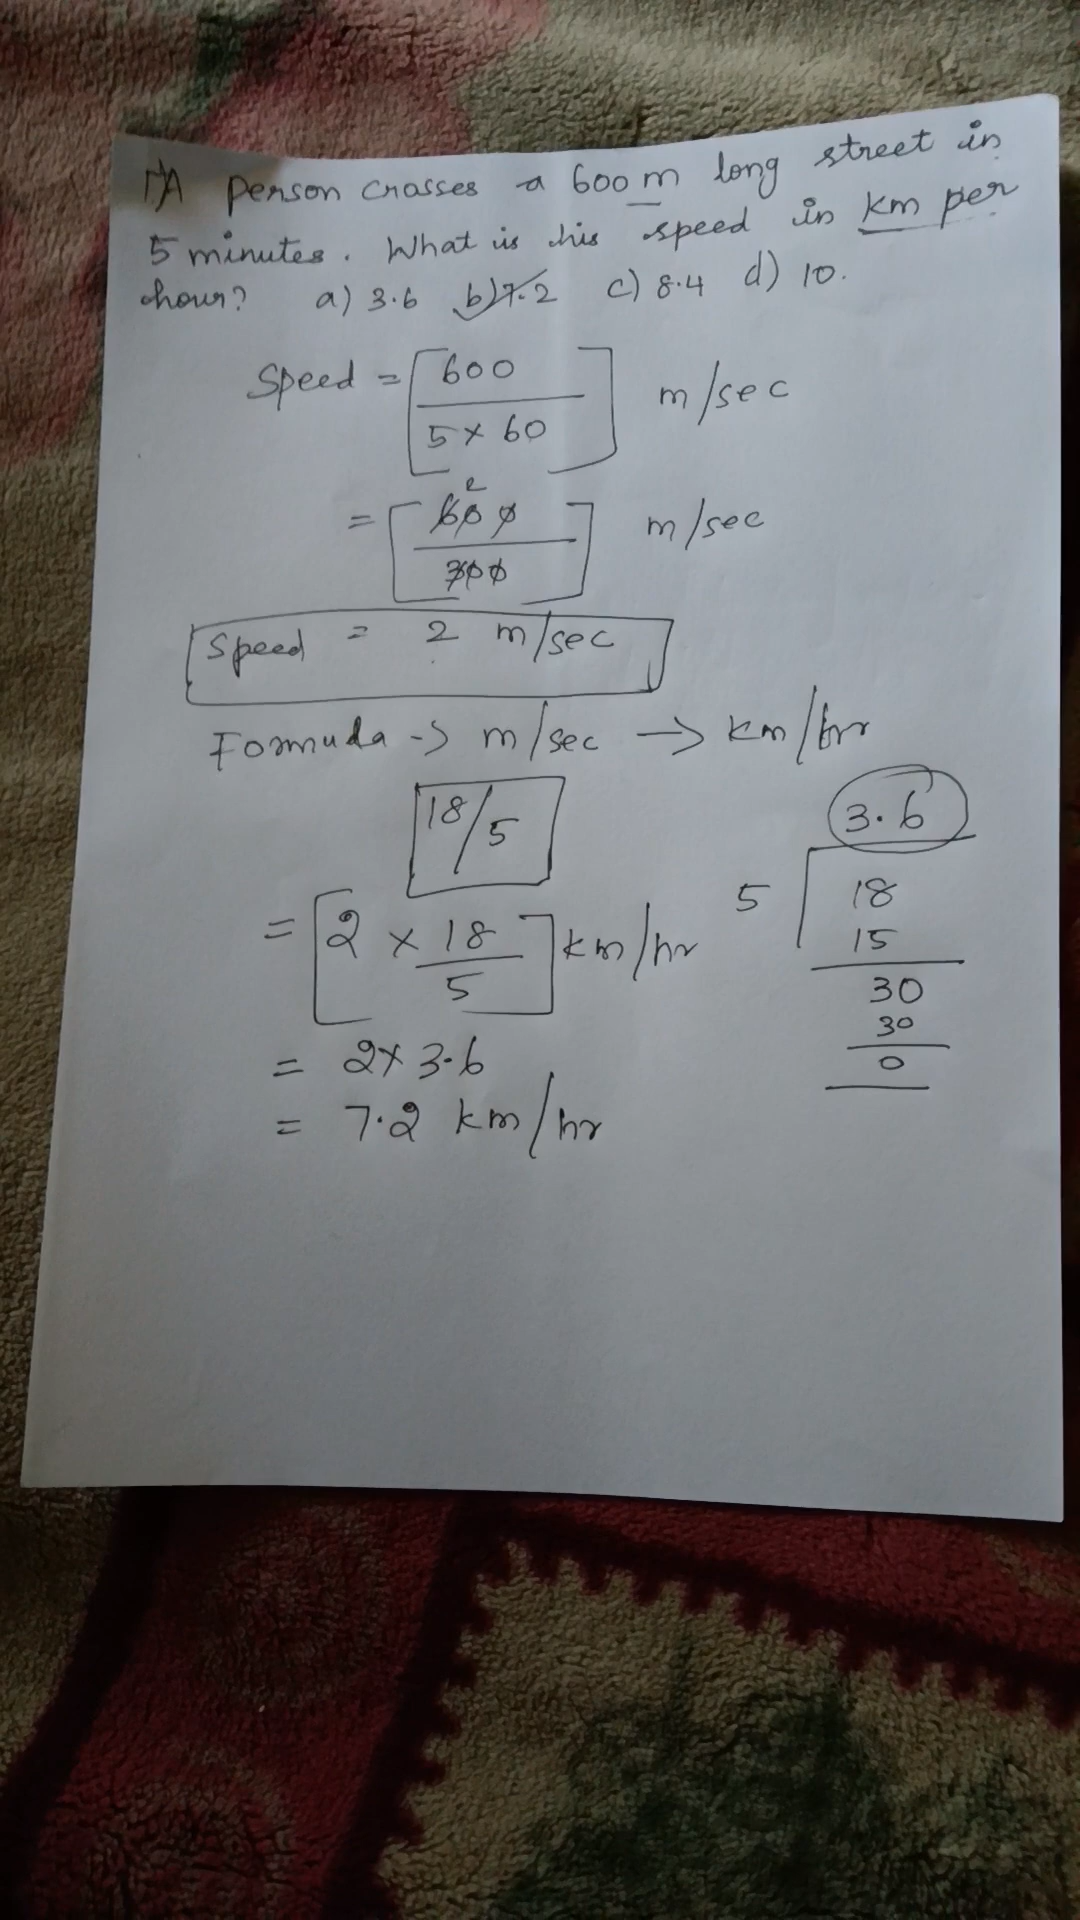 1) A person crosses a 600 m long street in
5 minutes. What is his speed in km per
hour? a) 3.6 b) 7.2 c) 8.4 d) 10.
Speed = [600 / 5 × 60] m/sec
= [600 / 300] 2 m/sec
Speed = 2 m/sec
Formula -> m/sec -> km/hr
18/5
= [2 × 18 / 5] km/hr
= 2 × 3.6
= 7.2 km/hr
3.6
5 18
15
30
30
0